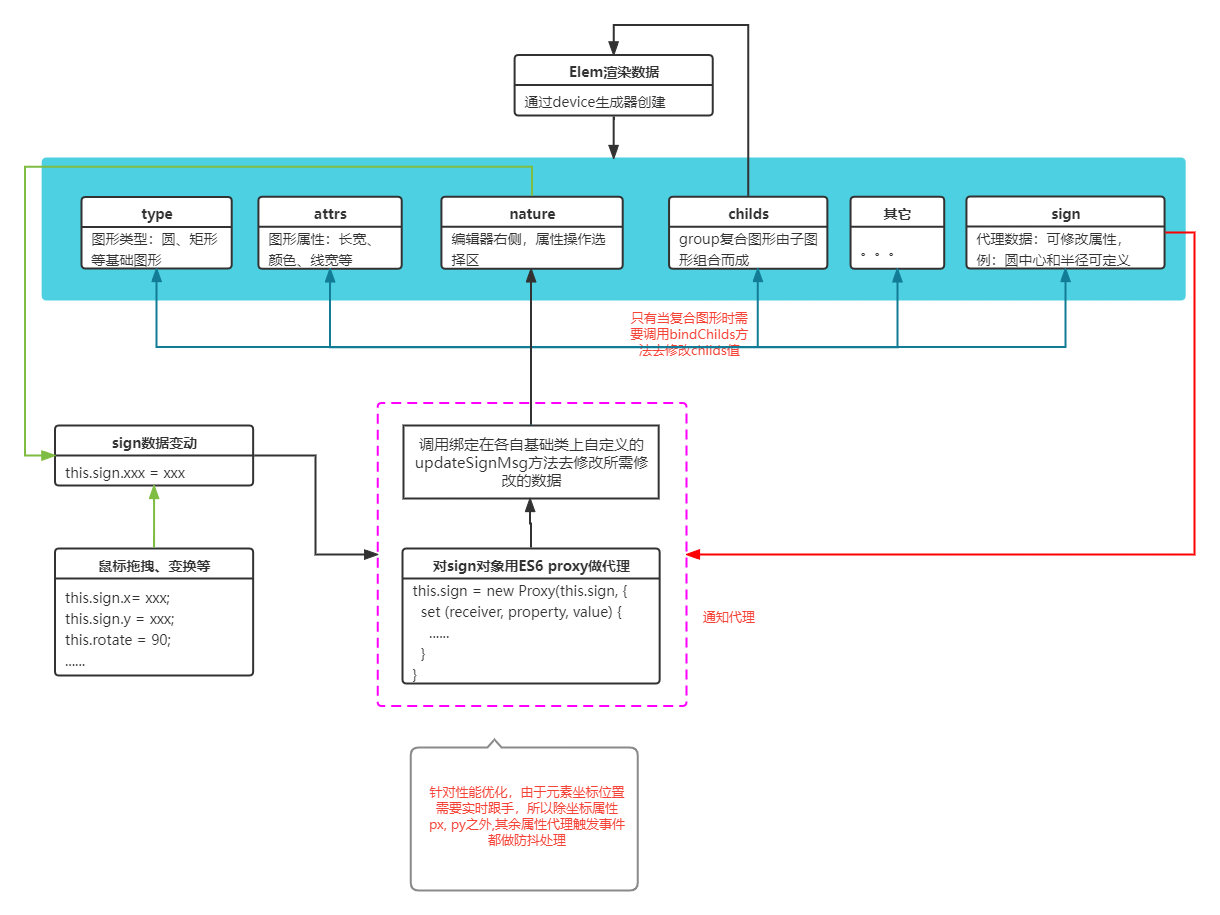 Elem渲染数据
通过device生成器创建
type
图形类型：圆、矩形
等基础图形
attrs
图形属性：长宽、
颜色、线宽等
nature
编辑器右侧，属性操作选
择区
childs
group复合图形由子图
形组合而成
其它
。。。
sign
代理数据：可修改属性，
例：圆中心和半径可定义
只有当复合图形时需
要调用bindChilds方
法去修改childs值
sign数据变动
this.sign.xxx = xxx
调用绑定在各自基础类上自定义的
updateSignMsg方法去修改所需修
改的数据
鼠标拖拽、变换等
this.sign.x= xxx;
this.sign.y = xxx;
this.rotate = 90;
......
对sign对象用ES6 proxy做代理
this.sign = new Proxy(this.sign, {
set (receiver, property, value) {
......
}
}
通知代理
针对性能优化，由于元素坐标位置
需要实时跟手，所以除坐标属性
px, py之外,其余属性代理触发事件
都做防抖处理